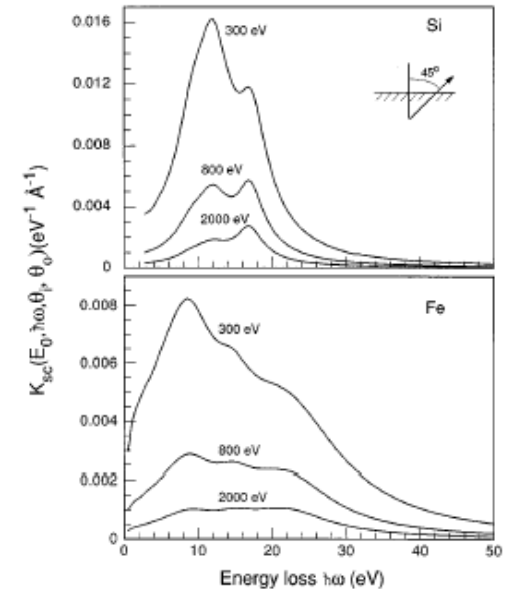 0.016
300 eV
Si
45°
0.012
0.008
800 eV
0.004
2000 eV
0
K_sc(E_0,ħω,θ_i, θ_o)(eV⁻¹ Å⁻¹)
0.008
Fe
300 eV
0.006
0.004
800 eV
0.002
2000 eV
0
0 10 20 30 40 50
Energy loss ħω (eV)